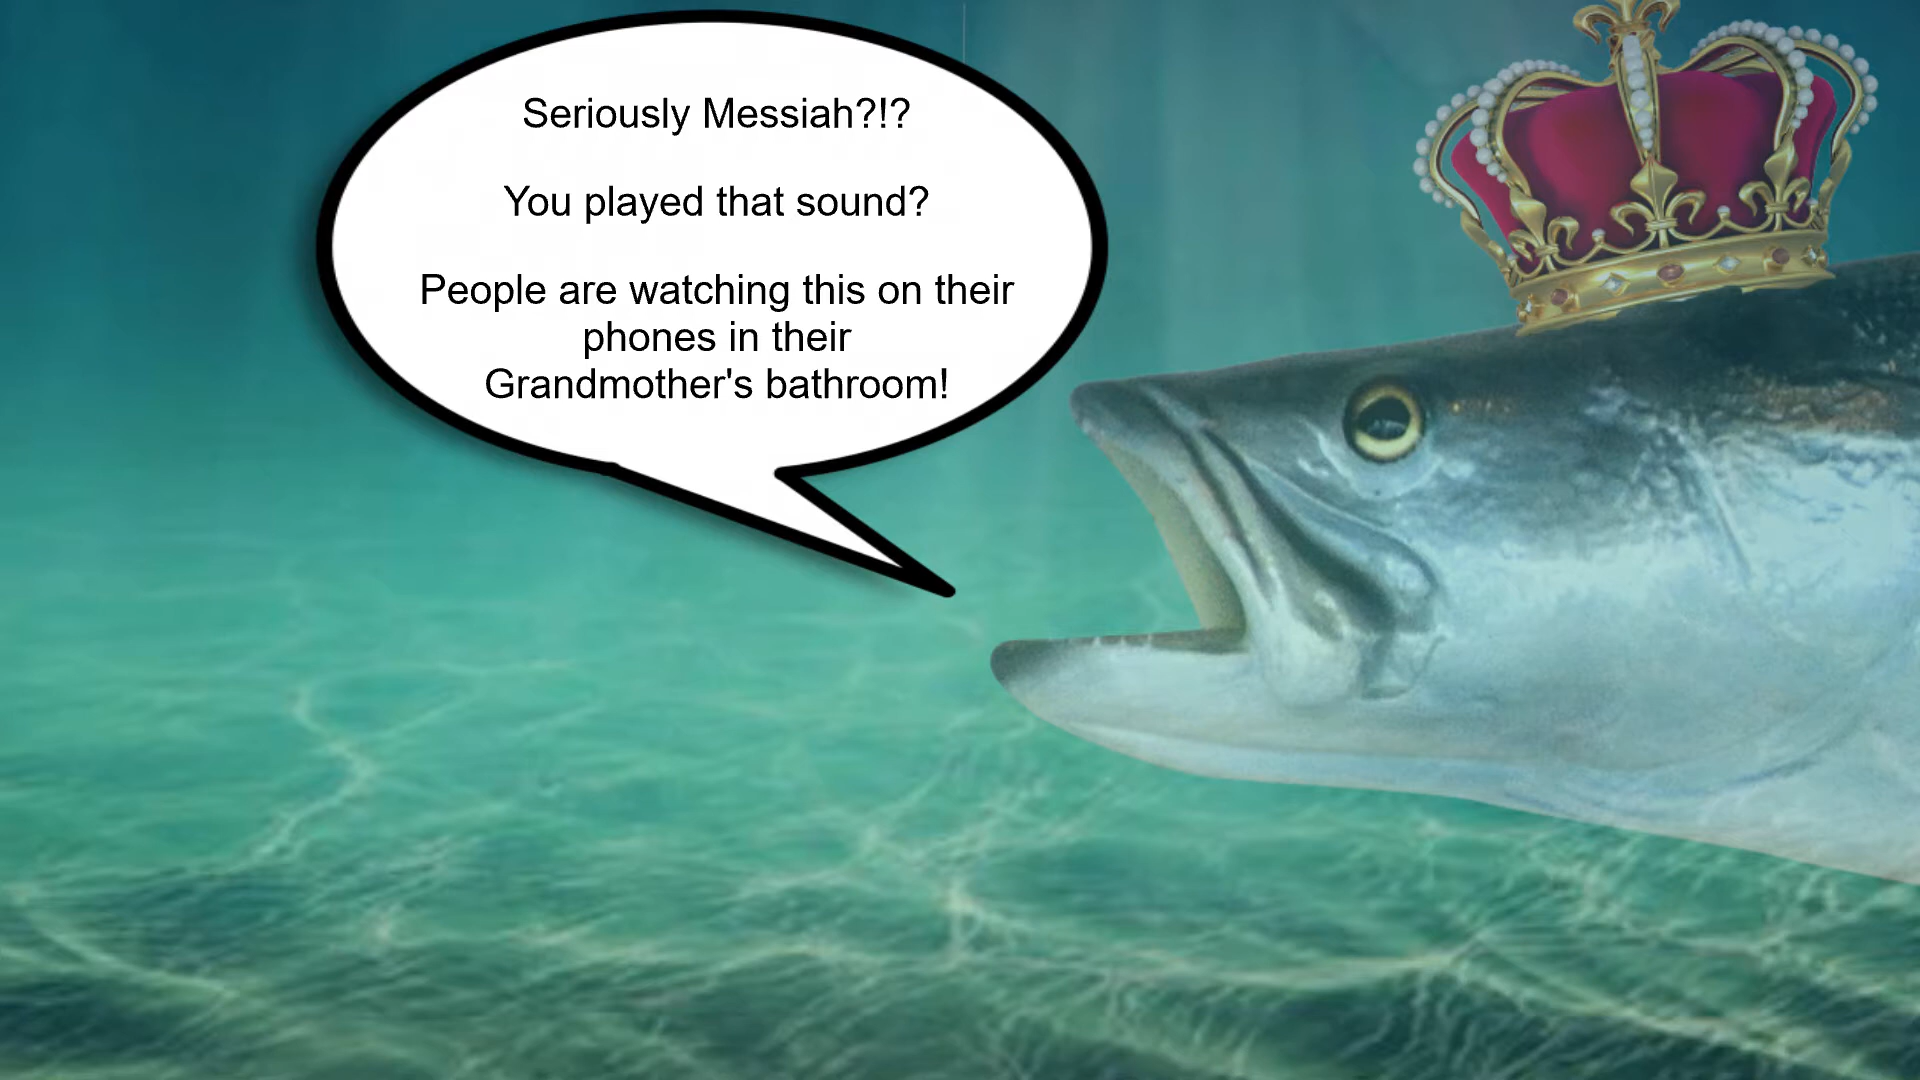 Seriously Messiah?!?
You played that sound?
People are watching this on their
phones in their
Grandmother's bathroom!